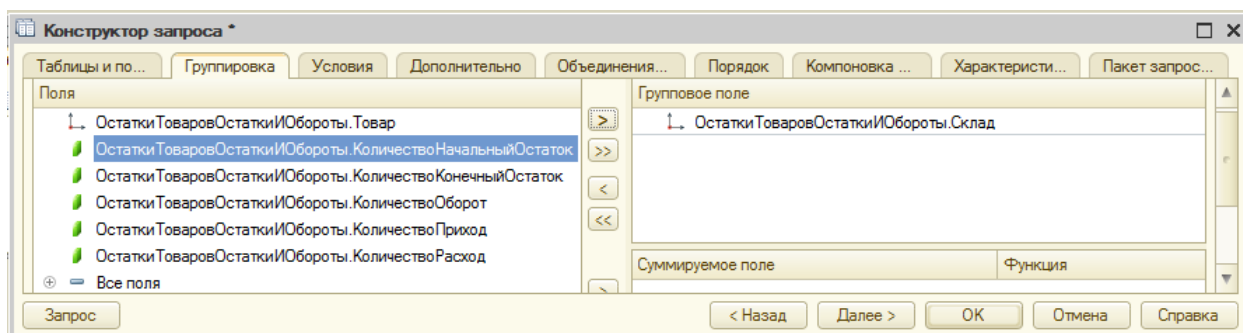 Конструктор запроса *
Таблицы и по... Группировка Условия Дополнительно Объединения... Порядок Компоновка ... Характеристи... Пакет запрос...
Поля
Групповое поле
ОстаткиТоваровОстаткиИОбороты.Товар
> ОстаткиТоваровОстаткиИОбороты.Склад
ОстаткиТоваровОстаткиИОбороты.КоличествоНачальныйОстаток
>>
ОстаткиТоваровОстаткиИОбороты.КоличествоКонечныйОстаток
<
ОстаткиТоваровОстаткиИОбороты.КоличествоОборот
<<
ОстаткиТоваровОстаткиИОбороты.КоличествоПриход
ОстаткиТоваровОстаткиИОбороты.КоличествоРасход
Суммируемое поле Функция
Все поля
Запрос < Назад Далее > ОК Отмена Справка